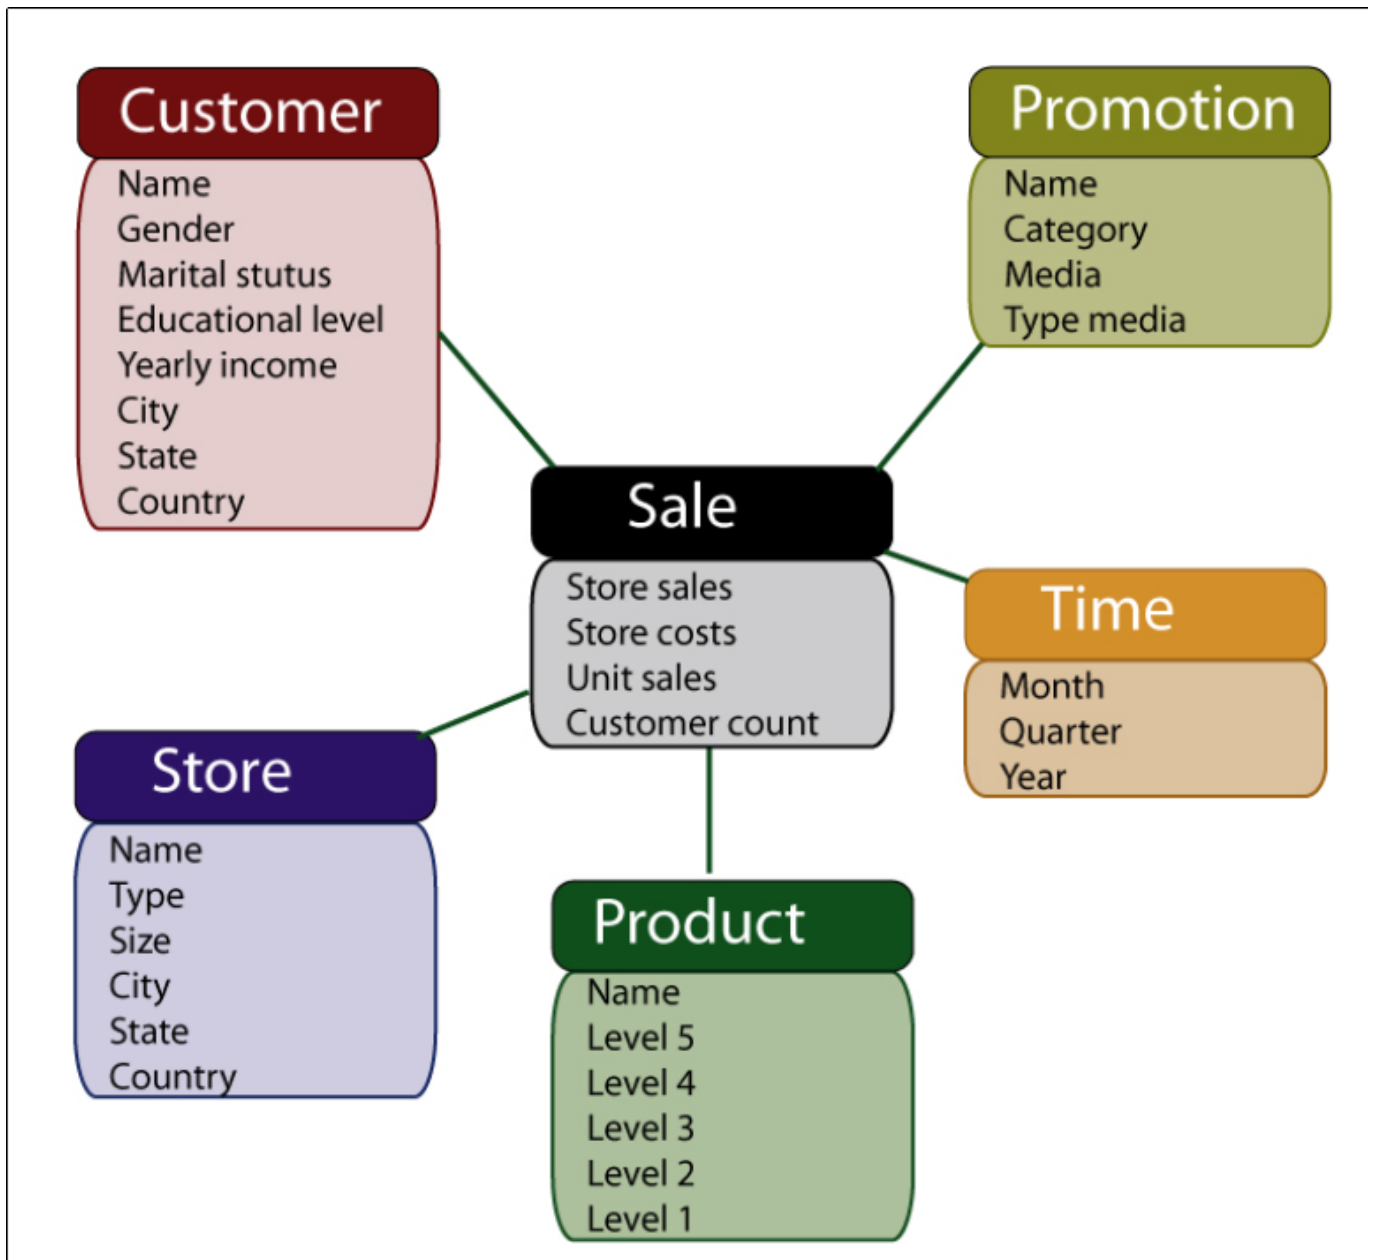 Customer
Name
Gender
Marital stutus
Educational level
Yearly income
City
State
Country
Promotion
Name
Category
Media
Type media
Sale
Store sales
Store costs
Unit sales
Customer count
Time
Month
Quarter
Year
Store
Name
Type
Size
City
State
Country
Product
Name
Level 5
Level 4
Level 3
Level 2
Level 1